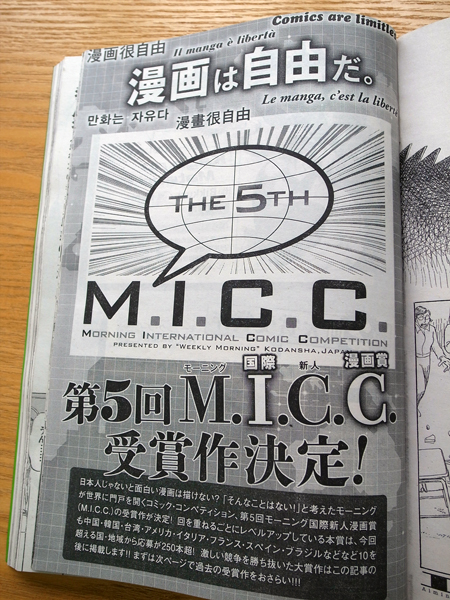 Comics are limitle
漫画很自由
Il manga è libertà
漫画は自由だ。
Le manga, c'est la liberté
만화는 자유다
漫畫很自由
THE 5TH
M.I.C.C.
MORNING INTERNATIONAL COMIC COMPETITION
PRESENTED BY "WEEKLY MORNING" KODANSHA, JAPAN
モーニング 国際 新人 漫画賞
第5回M.I.C.C.
受賞作決定!
日本人じゃないと面白い漫画は描けない?「そんなことはない!」と考えたモーニング
が世界に門戸を開くコミック・コンペティション、第5回モーニング国際新人漫画賞
(M.I.C.C.)の受賞作が決定! 回を重ねるごとにレベルアップしている本賞は、今回
も中国・韓国・台湾・アメリカ・イタリア・フランス・スペイン・ブラジルなどなど10を
超える国・地域から応募が250本超! 激しい競争を勝ち抜いた大賞作はこの記事の
後に掲載します!! まずは次ページで過去の受賞作をおさらい!!!